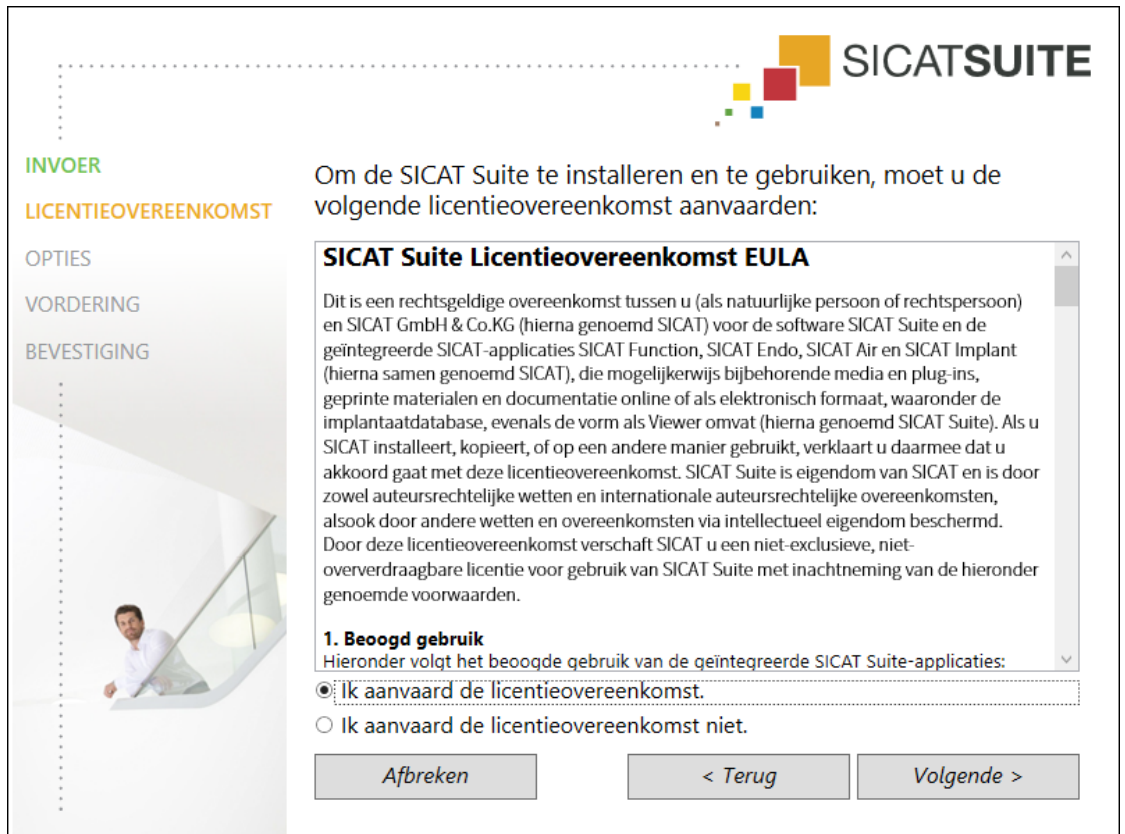 SICATSUITE
INVOER
LICENTIEOVEREENKOMST
OPTIES
VORDERING
BEVESTIGING
Om de SICAT Suite te installeren en te gebruiken, moet u de
volgende licentieovereenkomst aanvaarden:
SICAT Suite Licentieovereenkomst EULA
Dit is een rechtsgeldige overeenkomst tussen u (als natuurlijke persoon of rechtspersoon)
en SICAT GmbH & Co.KG (hierna genoemd SICAT) voor de software SICAT Suite en de
geïntegreerde SICAT-applicaties SICAT Function, SICAT Endo, SICAT Air en SICAT Implant
(hierna samen genoemd SICAT), die mogelijkerwijs bijbehorende media en plug-ins,
geprinte materialen en documentatie online of als elektronisch formaat, waaronder de
implantaatdatabase, evenals de vorm als Viewer omvat (hierna genoemd SICAT Suite). Als u
SICAT installeert, kopieert, of op een andere manier gebruikt, verklaart u daarmee dat u
akkoord gaat met deze licentieovereenkomst. SICAT Suite is eigendom van SICAT en is door
zowel auteursrechtelijke wetten en internationale auteursrechtelijke overeenkomsten,
alsook door andere wetten en overeenkomsten via intellectueel eigendom beschermd.
Door deze licentieovereenkomst verschaft SICAT u een niet-exclusieve, niet-
oververdraagbare licentie voor gebruik van SICAT Suite met inachtneming van de hieronder
genoemde voorwaarden.
1. Beoogd gebruik
Hieronder volgt het beoogde gebruik van de geïntegreerde SICAT Suite-applicaties:
Ik aanvaard de licentieovereenkomst.
Ik aanvaard de licentieovereenkomst niet.
Afbreken
< Terug
Volgende >